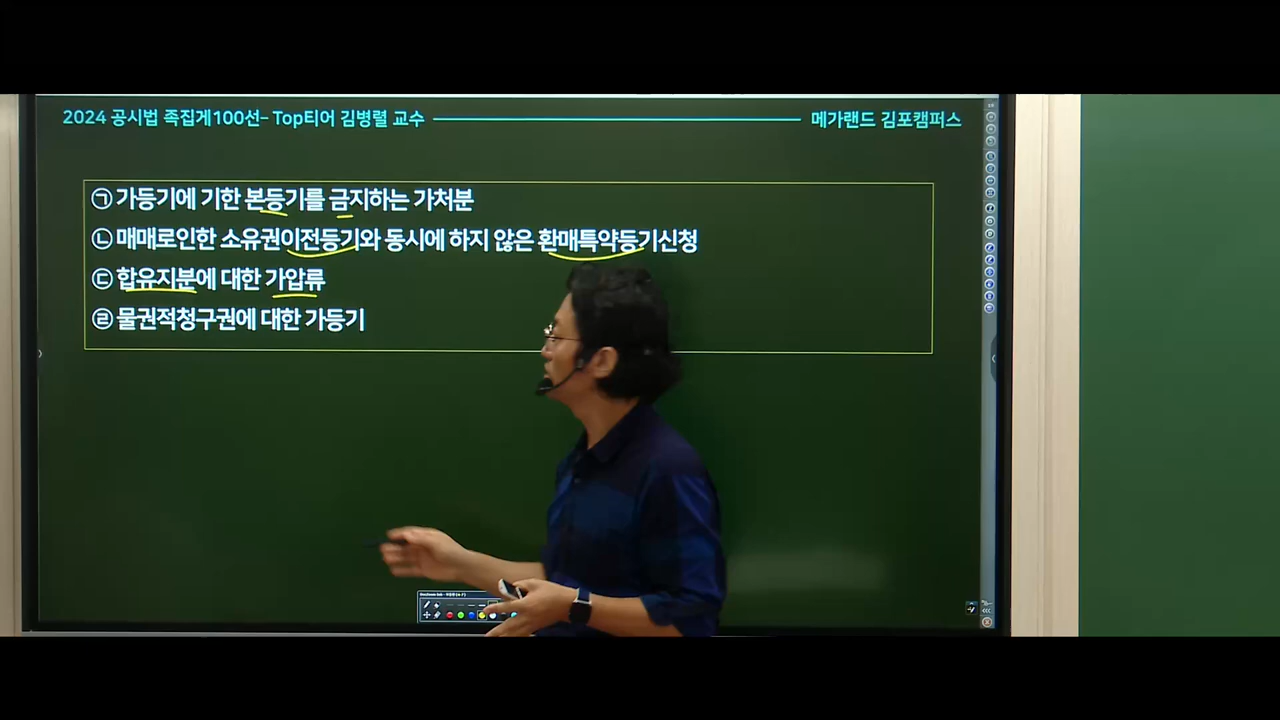 2024 공시법 족집게100선– Top티어 김병렬 교수
메가랜드 김포캠퍼스
㉠ 가등기에 기한 본등기를 금지하는 가처분
㉡ 매매로인한 소유권이전등기와 동시에 하지 않은 환매특약등기신청
㉢ 합유지분에 대한 가압류
㉣ 물권적청구권에 대한 가등기